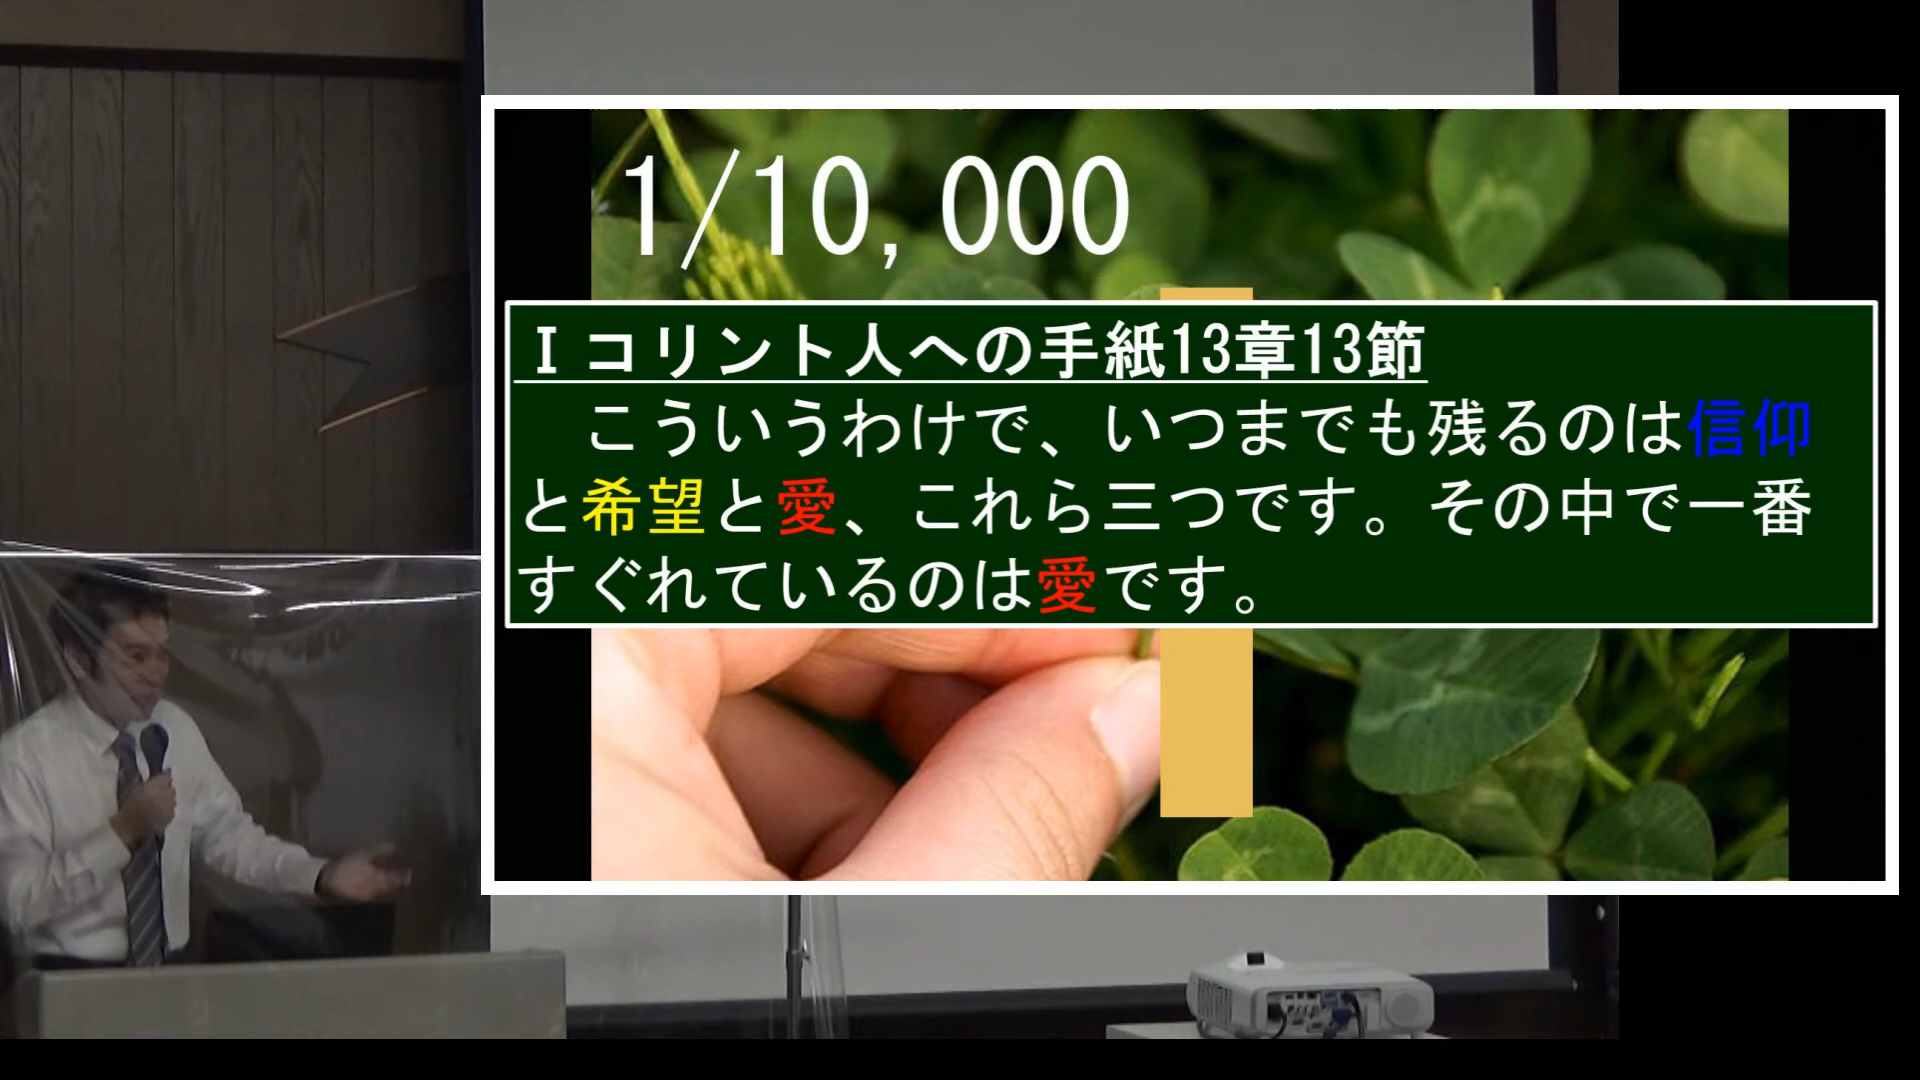 1/10,000
Ⅰコリント人への手紙13章13節
こういうわけで、いつまでも残るのは信仰
と希望と愛、これら三つです。その中で一番
すぐれているのは愛です。